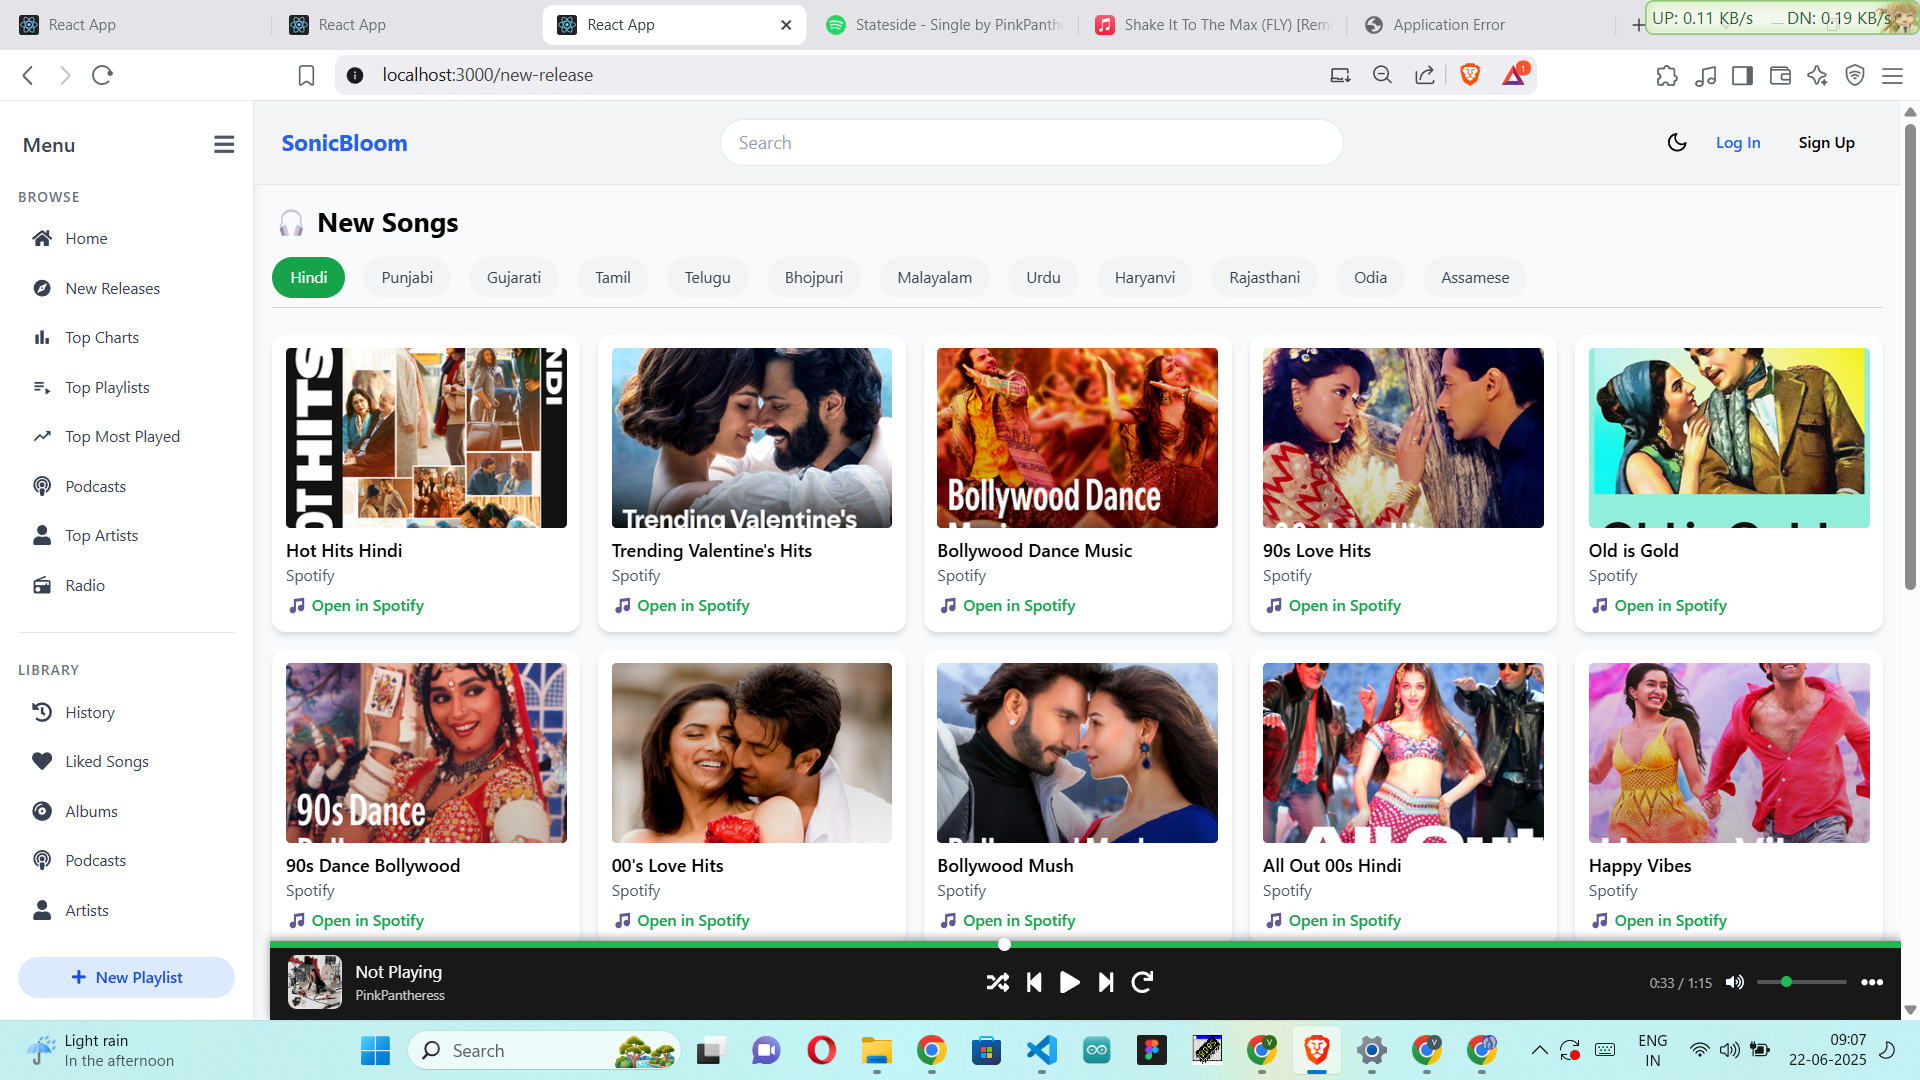 React App
React App
React App
Stateside - Single by PinkPanthe
Shake It To The Max (FLY) [Rem
Application Error
UP: 0.11 KB/s
DN: 0.19 KB/s
localhost:3000/new-release
1
Menu
SonicBloom
Search
Log In
Sign Up
BROWSE
Home
New Releases
Top Charts
Top Playlists
Top Most Played
Podcasts
Top Artists
Radio
LIBRARY
History
Liked Songs
Albums
Podcasts
Artists
+ New Playlist
New Songs
Hindi
Punjabi
Gujarati
Tamil
Telugu
Bhojpuri
Malayalam
Urdu
Haryanvi
Rajasthani
Odia
Assamese
OTHITS
NDI
Trending Valentine's
Bollywood Dance
Hot Hits Hindi
Spotify
Open in Spotify
Trending Valentine's Hits
Spotify
Open in Spotify
Bollywood Dance Music
Spotify
Open in Spotify
90s Love Hits
Spotify
Open in Spotify
Old is Gold
Spotify
Open in Spotify
90s Dance
All Out
90s Dance Bollywood
Spotify
Open in Spotify
00's Love Hits
Spotify
Open in Spotify
Bollywood Mush
Spotify
Open in Spotify
All Out 00s Hindi
Spotify
Open in Spotify
Happy Vibes
Spotify
Open in Spotify
Not Playing
PinkPantheress
0:33 / 1:15
Light rain
In the afternoon
Search
ENG
IN
09:07
22-06-2025